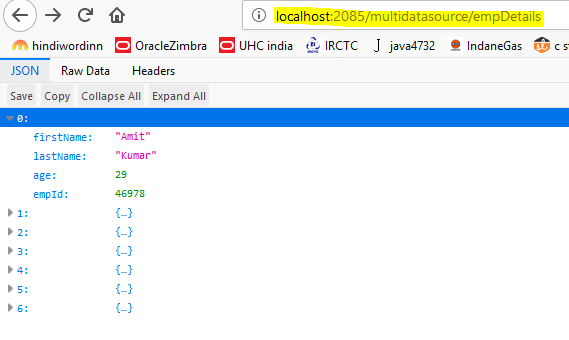 localhost:2085/multidatasource/empDetails
hindiwordinn OracleZimbra UHC india IRCTC J java4732 IndaneGas c st
JSON Raw Data Headers
Save Copy Collapse All Expand All
0:
firstName: "Amit"
lastName: "Kumar"
age: 29
empId: 46978
1: {…}
2: {…}
3: {…}
4: {…}
5: {…}
6: {…}